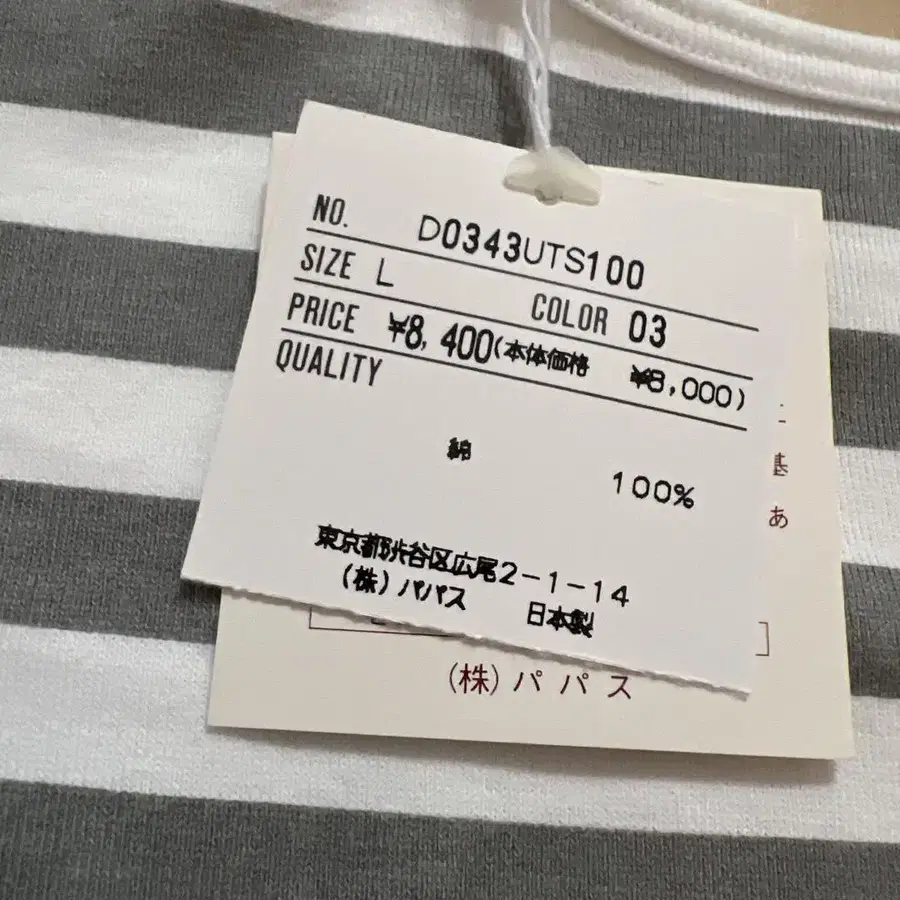 NO. D0343UTS100
SIZE L COLOR 03
PRICE ¥8,400(本体価格 ¥8,000)
QUALITY
綿 100%
東京都渋谷区広尾2-1-14
(株)パパス 日本製
基
あ
(株)パパス